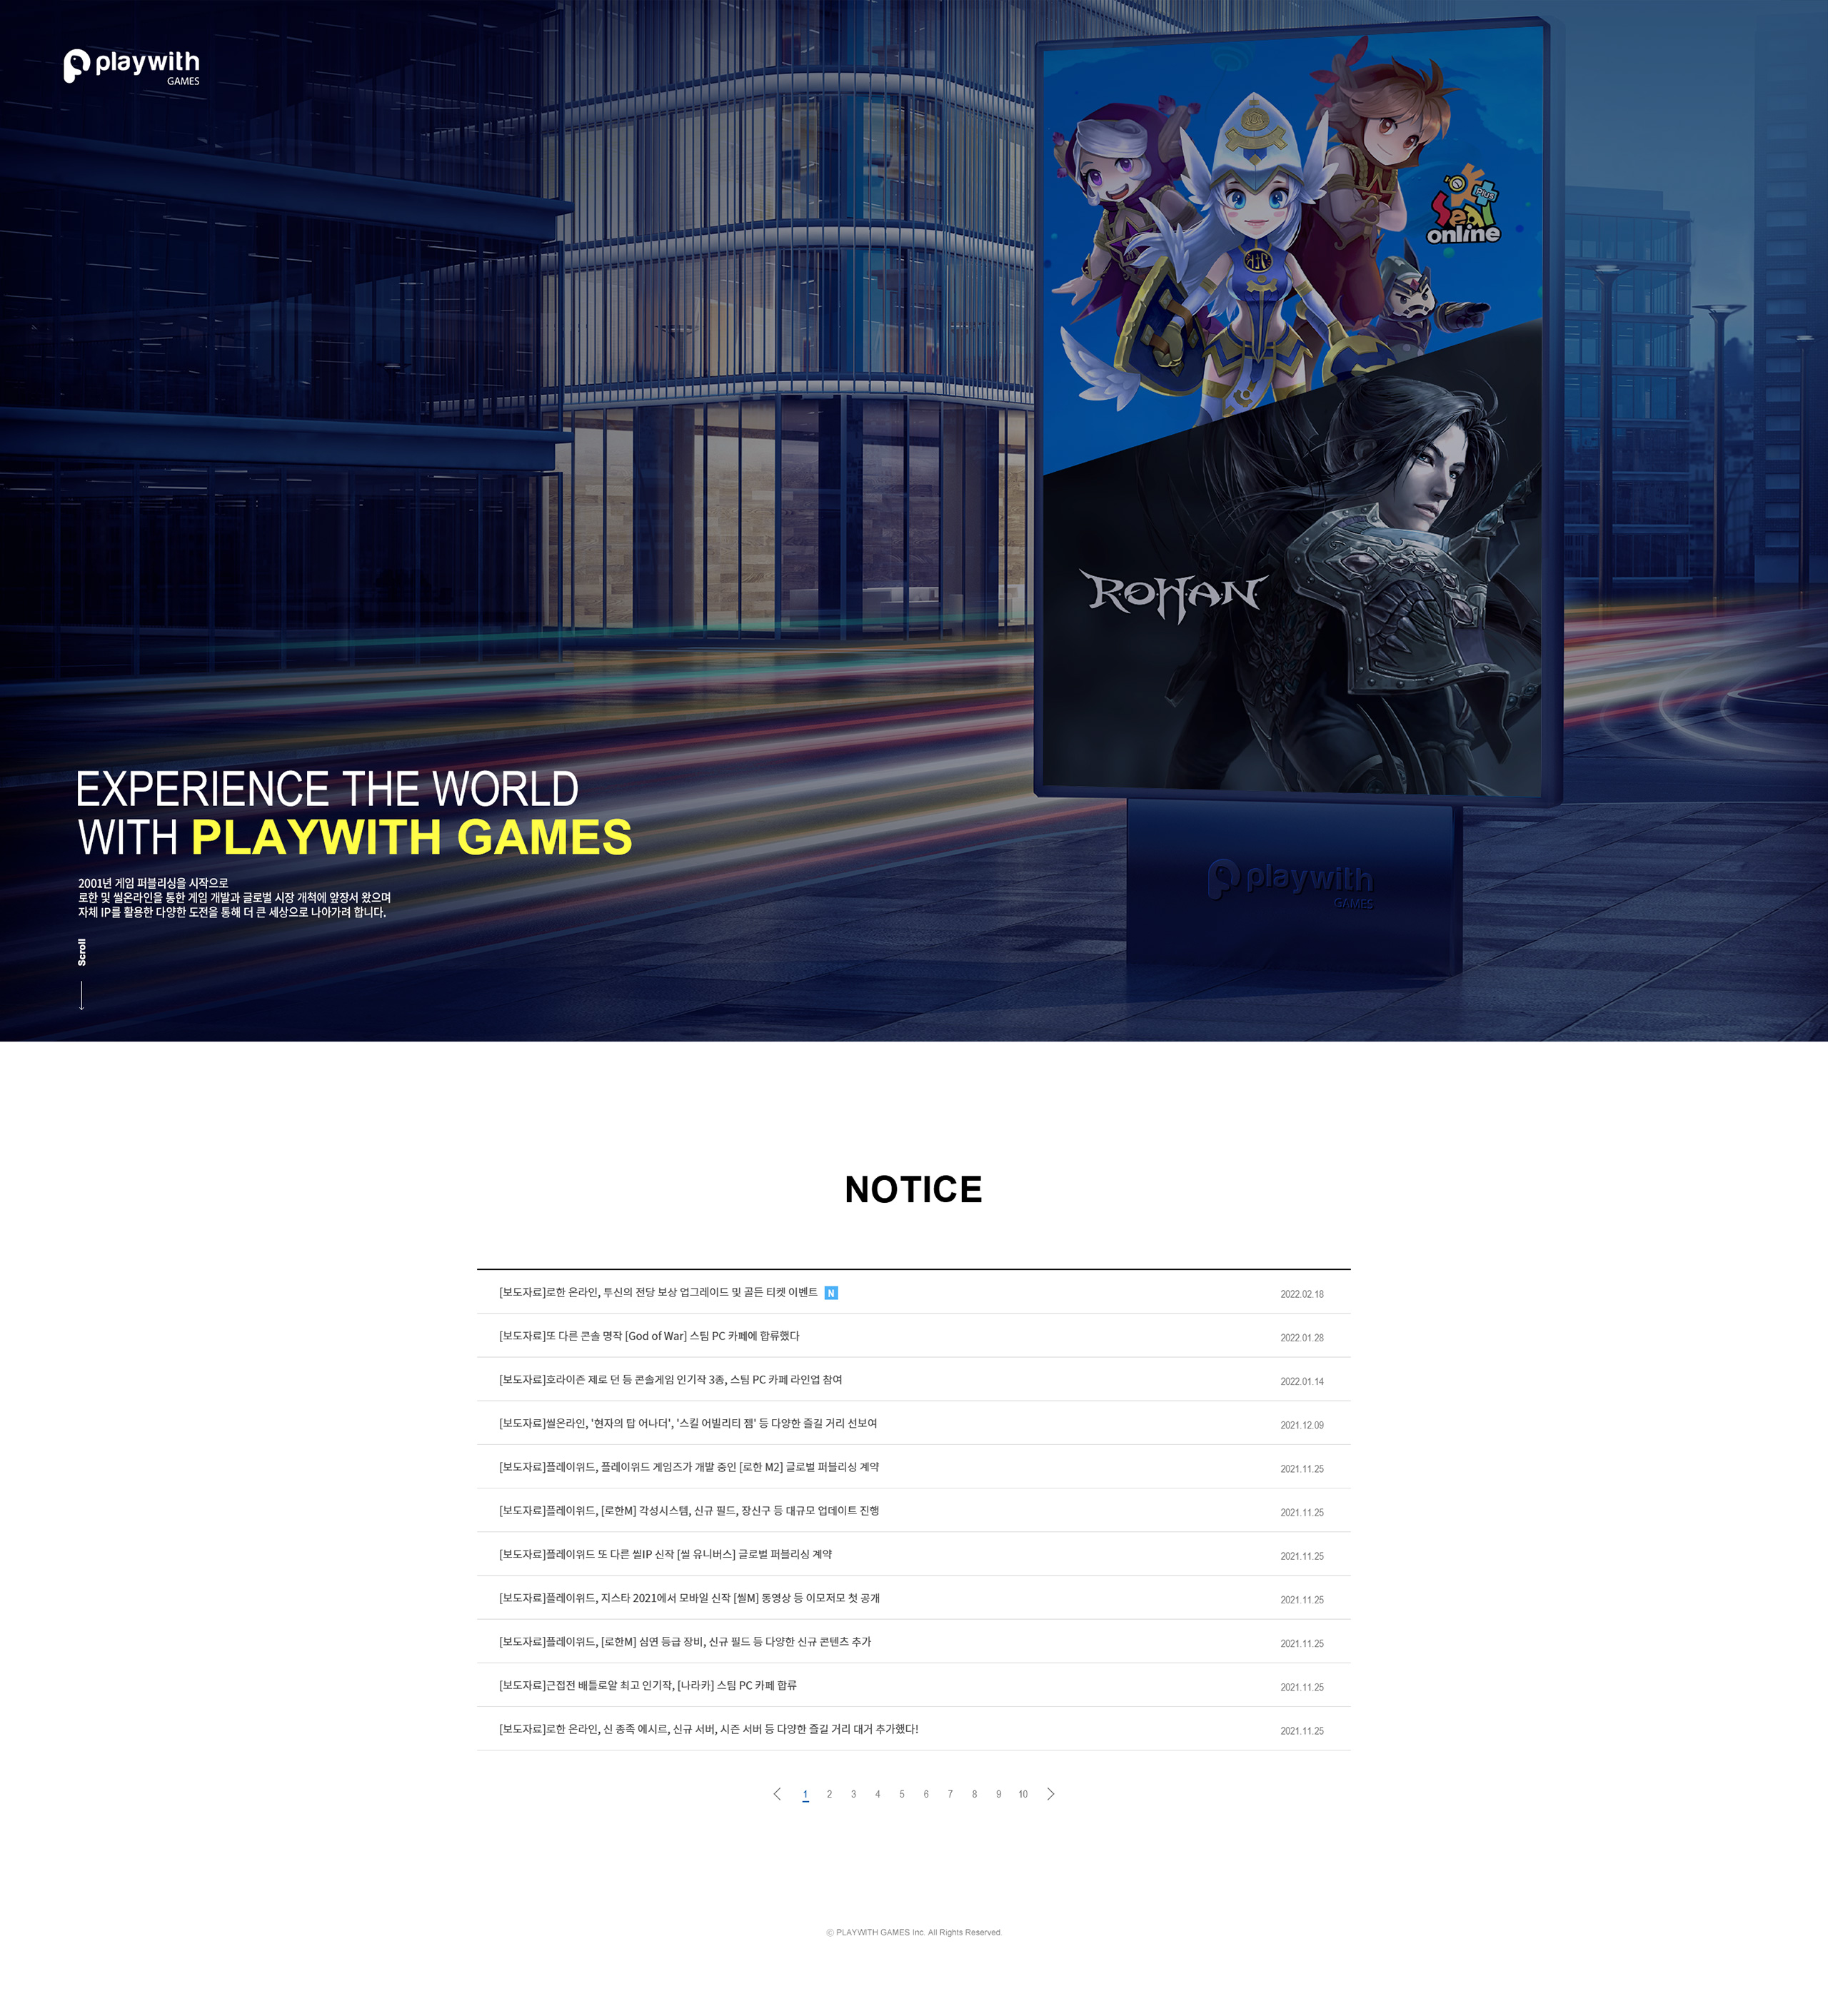 playwith
GAMES
Plus
Seal
online
ROHAN
EXPERIENCE THE WORLD
WITH PLAYWITH GAMES
2001년 게임 퍼블리싱을 시작으로
로한 및 씰온라인을 통한 게임 개발과 글로벌 시장 개척에 앞장서 왔으며
자체 IP를 활용한 다양한 도전을 통해 더 큰 세상으로 나아가려 합니다.
playwith
GAMES
Scroll
NOTICE
[보도자료]로한 온라인, 투신의 전당 보상 업그레이드 및 골든 티켓 이벤트 N 2022.02.18
[보도자료]또 다른 콘솔 명작 [God of War] 스팀 PC 카페에 합류했다 2022.01.28
[보도자료]호라이즌 제로 던 등 콘솔게임 인기작 3종, 스팀 PC 카페 라인업 참여 2022.01.14
[보도자료]씰온라인, '현자의 탑 어나더', '스킬 어빌리티 젬' 등 다양한 즐길 거리 선보여 2021.12.09
[보도자료]플레이위드, 플레이위드 게임즈가 개발 중인 [로한 M2] 글로벌 퍼블리싱 계약 2021.11.25
[보도자료]플레이위드, [로한M] 각성시스템, 신규 필드, 장신구 등 대규모 업데이트 진행 2021.11.25
[보도자료]플레이위드 또 다른 씰IP 신작 [씰 유니버스] 글로벌 퍼블리싱 계약 2021.11.25
[보도자료]플레이위드, 지스타 2021에서 모바일 신작 [씰M] 동영상 등 이모저모 첫 공개 2021.11.25
[보도자료]플레이위드, [로한M] 심연 등급 장비, 신규 필드 등 다양한 신규 콘텐츠 추가 2021.11.25
[보도자료]근접전 배틀로얄 최고 인기작, [나라카] 스팀 PC 카페 합류 2021.11.25
[보도자료]로한 온라인, 신 종족 에시르, 신규 서버, 시즌 서버 등 다양한 즐길 거리 대거 추가했다! 2021.11.25
1 2 3 4 5 6 7 8 9 10
ⓒ PLAYWITH GAMES Inc. All Rights Reserved.